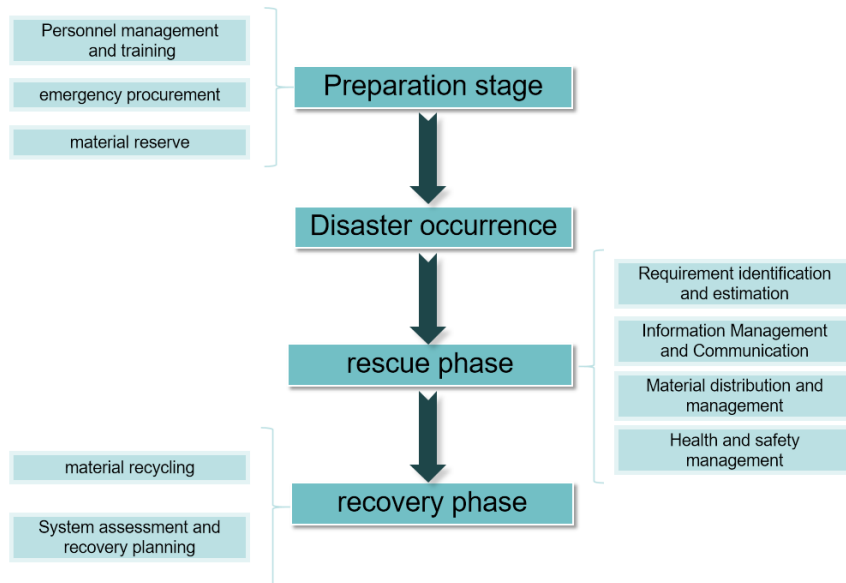 Personnel management
and training
emergency procurement
material reserve
Preparation stage
Disaster occurrence
rescue phase
Requirement identification
and estimation
Information Management
and Communication
Material distribution and
management
Health and safety
management
material recycling
System assessment and
recovery planning
recovery phase